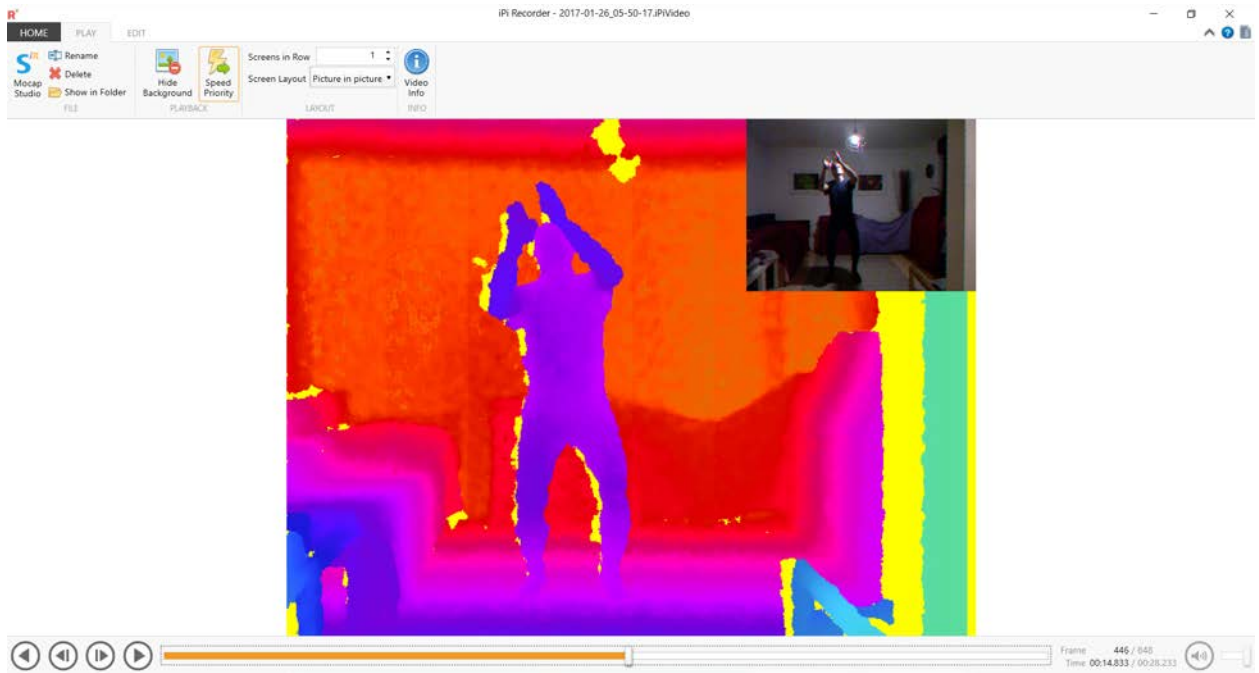 iPi Recorder - 2017-01-26_05-50-17.iPiVideo
HOME PLAY EDIT
Mocap Studio
Rename
Delete
Show in Folder
FILE
Hide Background
Speed Priority
PLAYBACK
Screens in Row 1
Screen Layout Picture in picture
LAYOUT
Video Info
INFO
Frame 446 / 848
Time 00:14.833 / 00:28.233